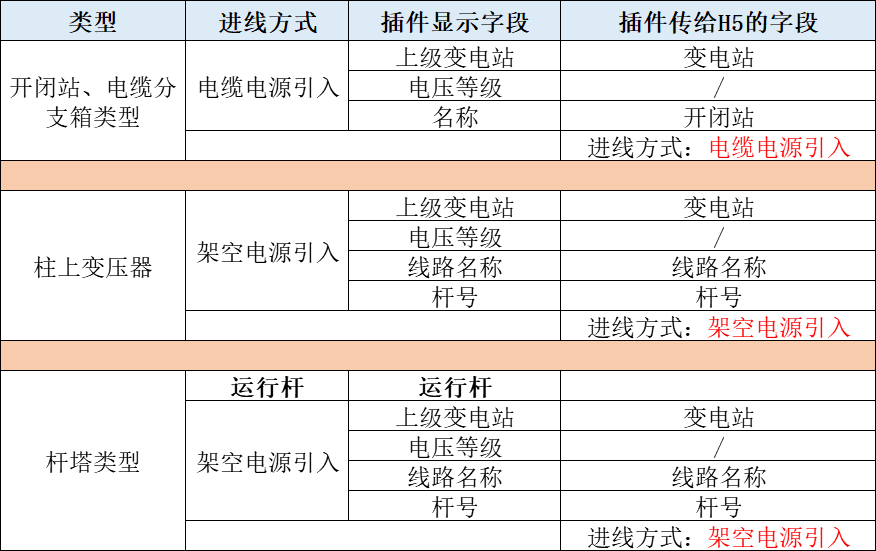 类型 进线方式 插件显示字段 插件传给H5的字段
开闭站、电缆分支箱类型 电缆电源引入 上级变电站 变电站
电压等级 /
名称 开闭站
进线方式：电缆电源引入
柱上变压器 架空电源引入 上级变电站 变电站
电压等级 /
线路名称 线路名称
杆号 杆号
进线方式：架空电源引入
杆塔类型 运行杆 运行杆
架空电源引入 上级变电站 变电站
电压等级 /
线路名称 线路名称
杆号 杆号
进线方式：架空电源引入